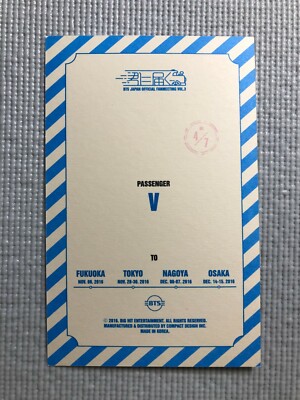 BTS JAPAN OFFICIAL FANMEETING VOL.3
4/7
PASSENGER
V
TO
FUKUOKA TOKYO NAGOYA OSAKA
NOV. 08, 2016 NOV. 29-30, 2016 DEC. 06-07, 2016 DEC. 14-15, 2016
BTS
ⓒ 2016. BIG HIT ENTERTAINMENT. ALL RIGHTS RESERVED.
MANUFACTURED & DISTRIBUTED BY COMPACT DESIGN INC.
MADE IN KOREA.